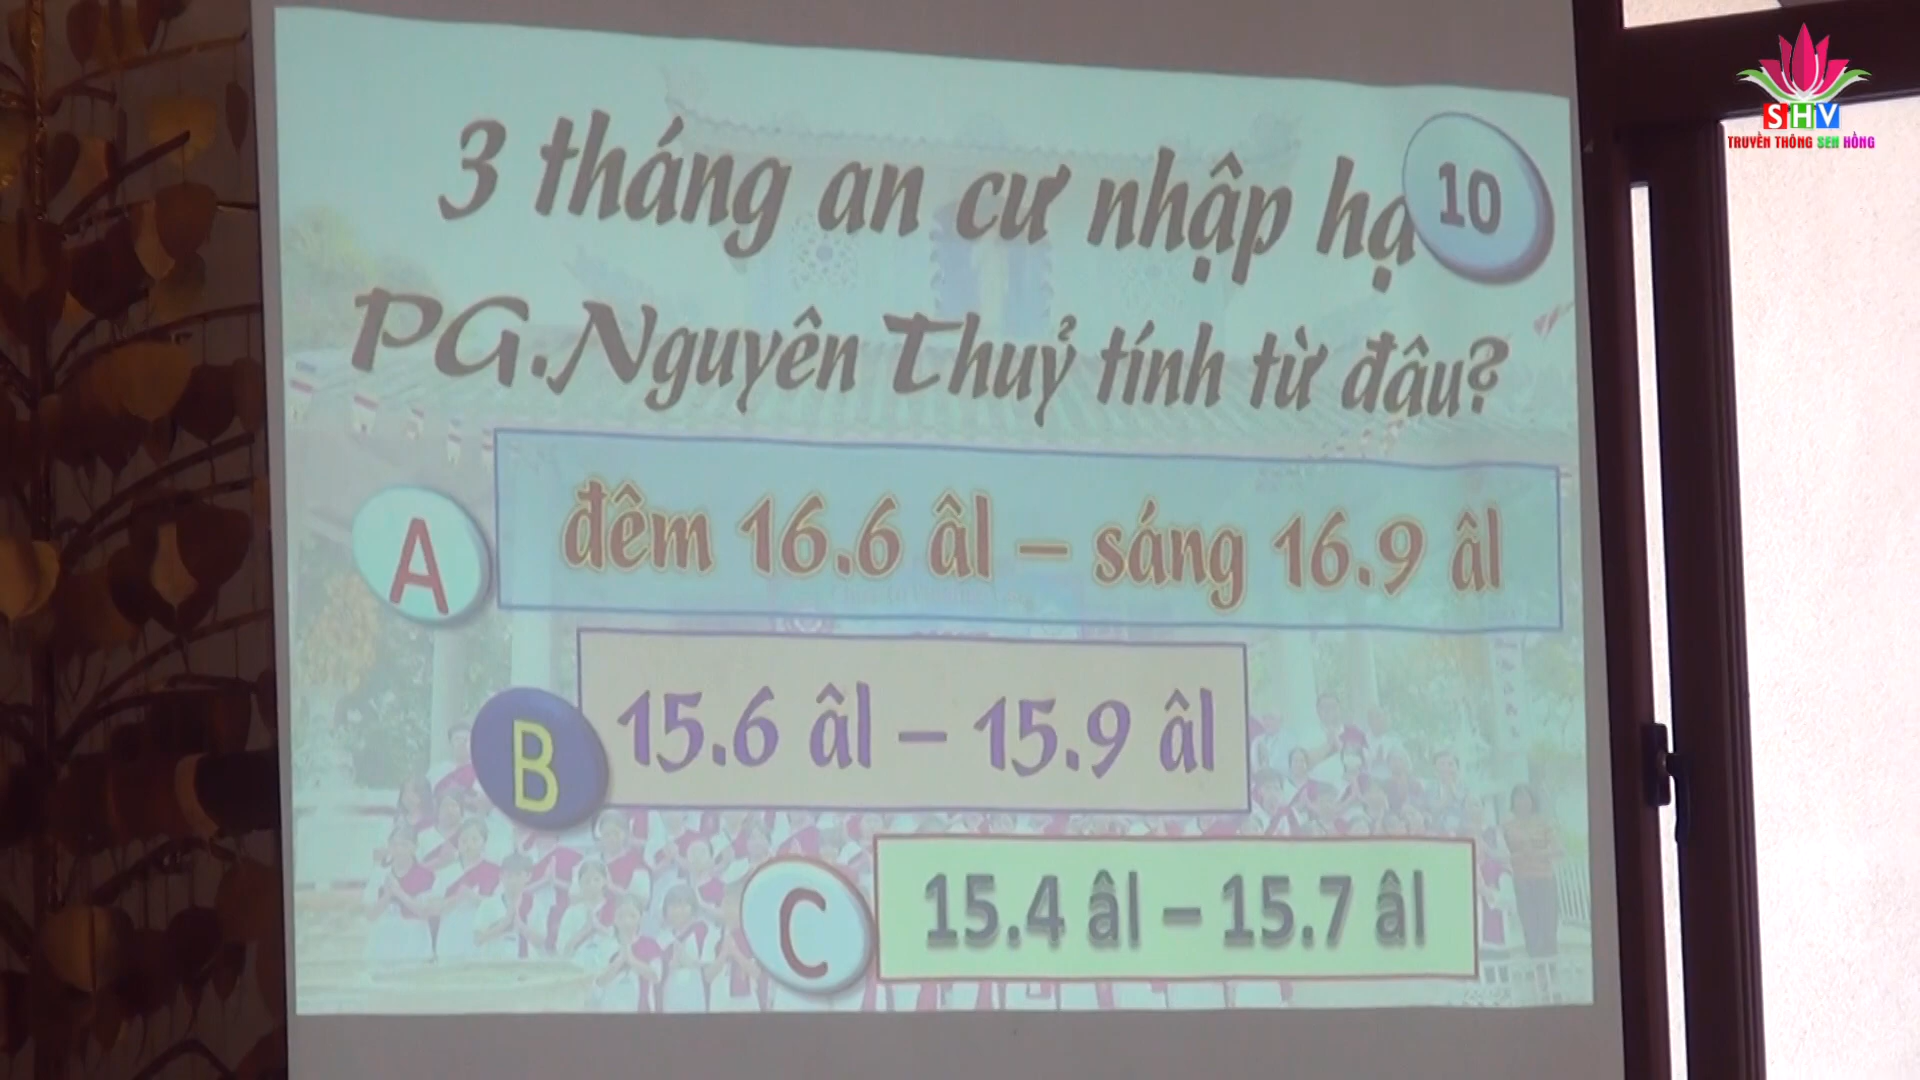 SHV
TRUYỀN THÔNG SEN HỒNG
3 tháng an cư nhập hạ
10
PG.Nguyên Thuỷ tính từ đâu?
A
đêm 16.6 âl – sáng 16.9 âl
B
15.6 âl – 15.9 âl
C
15.4 âl – 15.7 âl